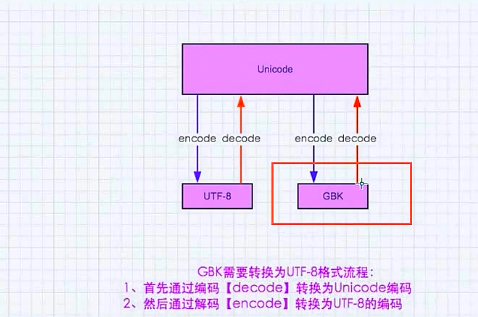 Unicode
encode decode encode decode
UTF-8 GBK
GBK需要转换为UTF-8格式流程：
1、首先通过编码【decode】转换为Unicode编码
2、然后通过解码【encode】转换为UTF-8的编码